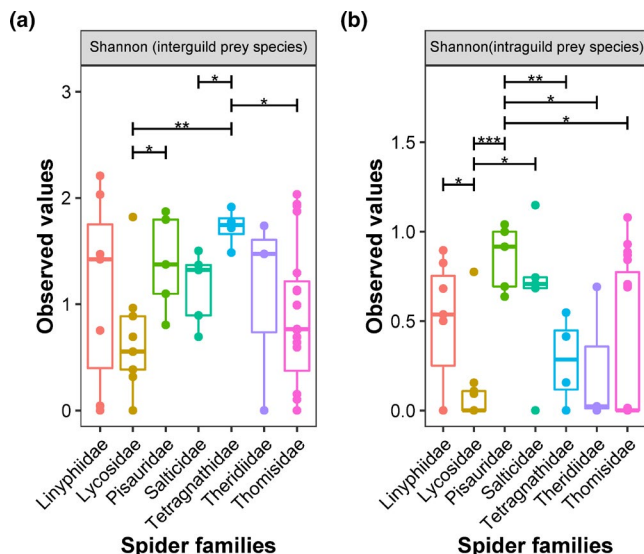 (a)
Shannon (interguild prey species)
Observed values
3
2
1
0
*
**
*
*
Linyphiidae
Lycosidae
Pisauridae
Salticidae
Tetragnathidae
Theridiidae
Thomisidae
Spider families
(b)
Shannon(intraguild prey species)
Observed values
1.5
1.0
0.5
0.0
**
*
*
***
*
*
Linyphiidae
Lycosidae
Pisauridae
Salticidae
Tetragnathidae
Theridiidae
Thomisidae
Spider families